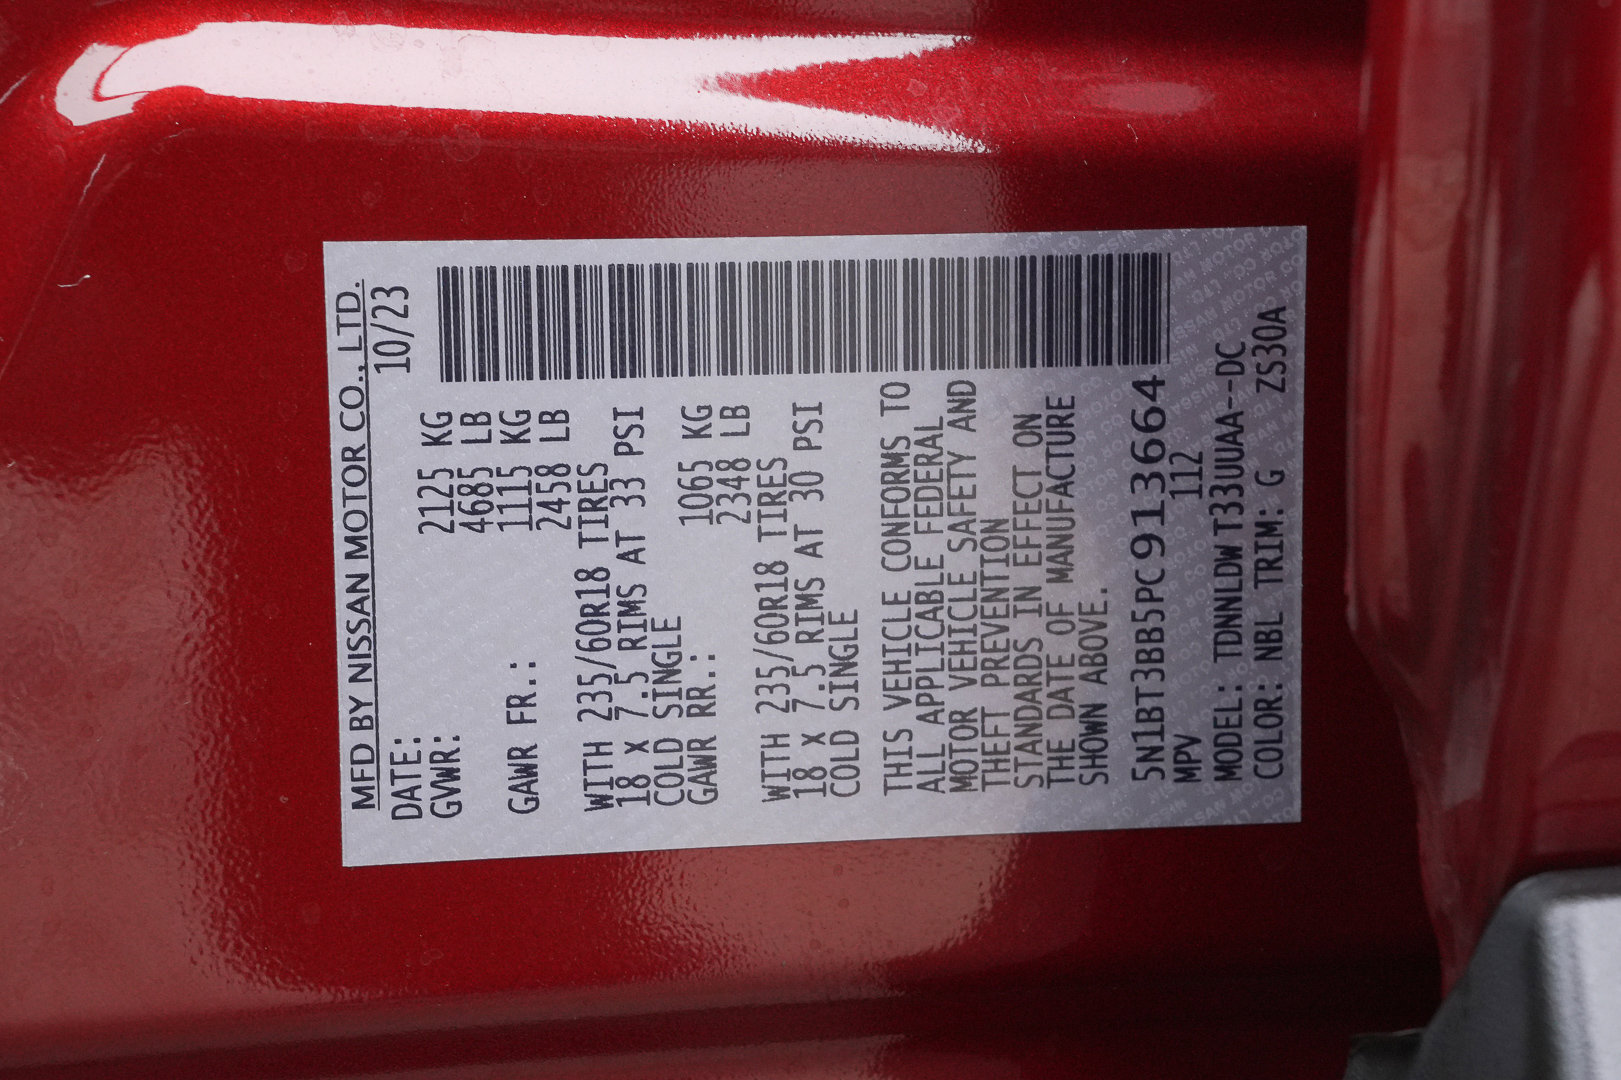 MFD BY NISSAN MOTOR CO., LTD.
DATE: 10/23
GVWR: 2125 KG
4685 LB
GAWR FR.: 1115 KG
2458 LB
WITH 235/60R18 TIRES
18 X 7.5 RIMS AT 33 PSI
COLD SINGLE
GAWR RR.: 1065 KG
2348 LB
WITH 235/60R18 TIRES
18 X 7.5 RIMS AT 30 PSI
COLD SINGLE
THIS VEHICLE CONFORMS TO
ALL APPLICABLE FEDERAL
MOTOR VEHICLE SAFETY AND
THEFT PREVENTION
STANDARDS IN EFFECT ON
THE DATE OF MANUFACTURE
SHOWN ABOVE.
5N1BT3BB5PC913664
MPV 112
MODEL: TDNNLDW T33UUAA--DC
COLOR: NBL TRIM: G ZS30A